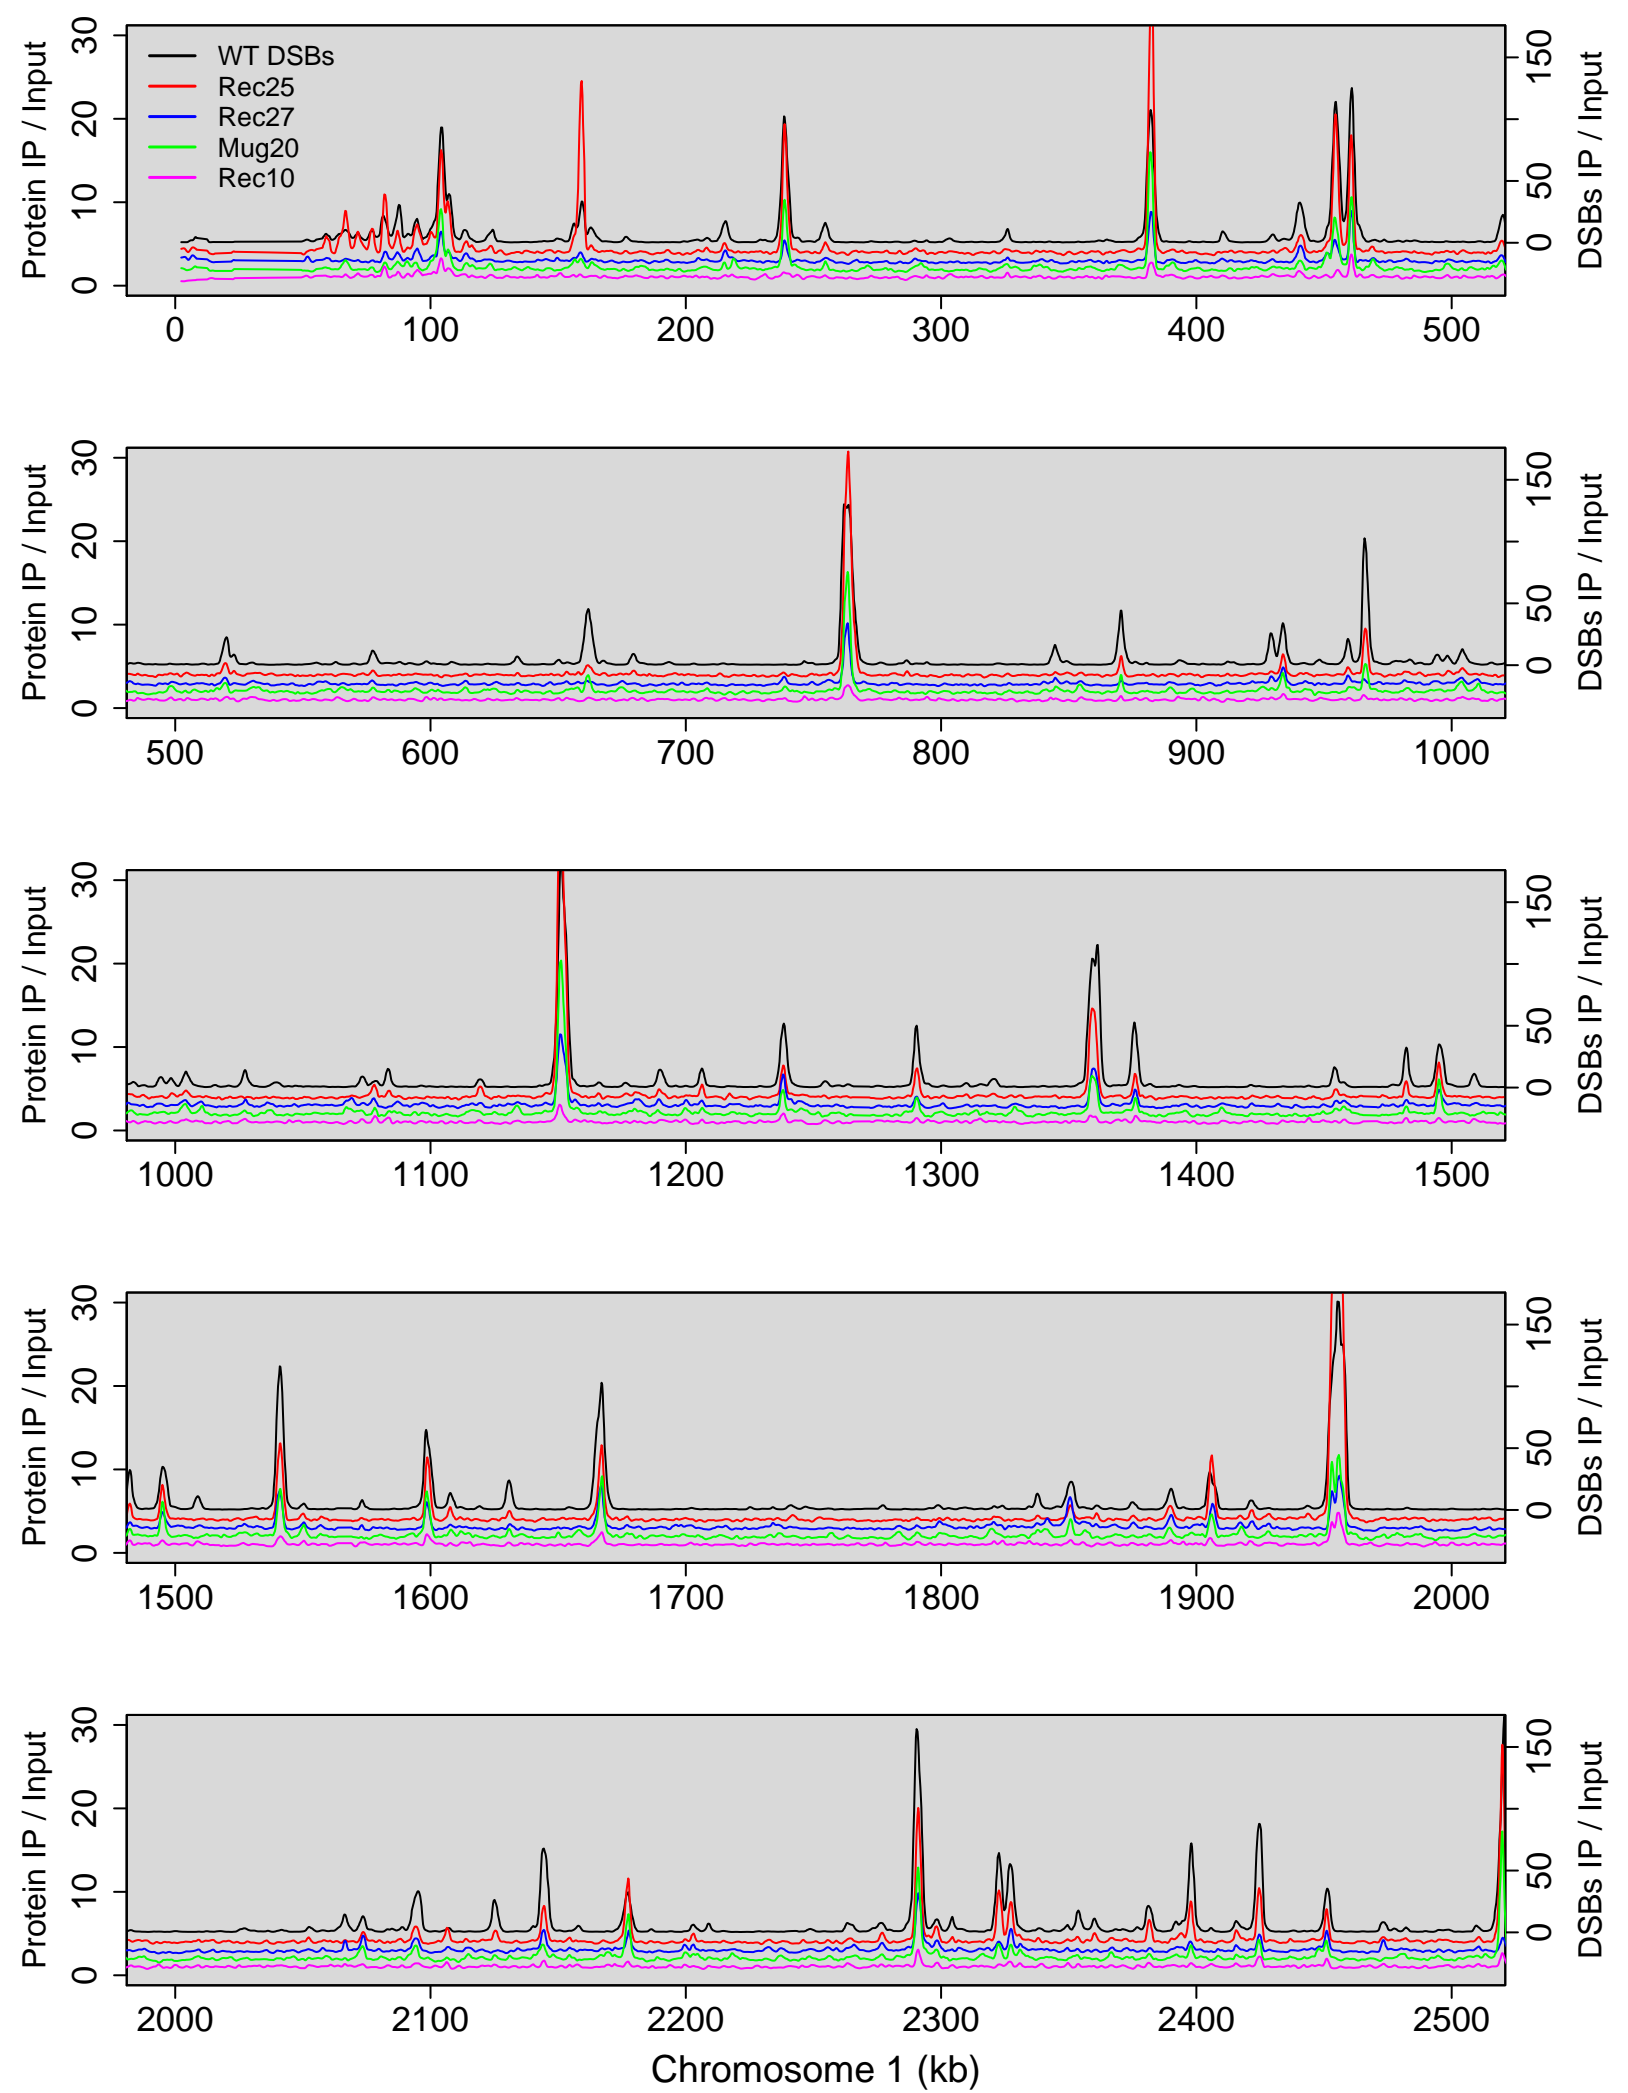 Protein IP / Input
0 10 20 30
WT DSBs
Rec25
Rec27
Mug20
Rec10
0 50 150
DSBs IP / Input
0 100 200 300 400 500
Protein IP / Input
0 10 20 30
0 50 150
DSBs IP / Input
500 600 700 800 900 1000
Protein IP / Input
0 10 20 30
0 50 150
DSBs IP / Input
1000 1100 1200 1300 1400 1500
Protein IP / Input
0 10 20 30
0 50 150
DSBs IP / Input
1500 1600 1700 1800 1900 2000
Protein IP / Input
0 10 20 30
0 50 150
DSBs IP / Input
2000 2100 2200 2300 2400 2500
Chromosome 1 (kb)